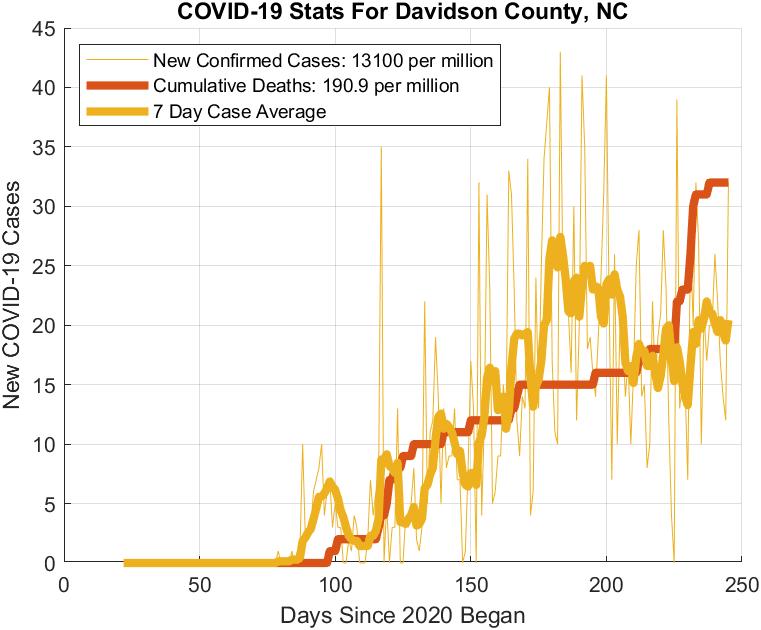 COVID-19 Stats For Davidson County, NC
New Confirmed Cases: 13100 per million
Cumulative Deaths: 190.9 per million
7 Day Case Average
New COVID-19 Cases
45
40
35
30
25
20
15
10
5
0
0 50 100 150 200 250
Days Since 2020 Began